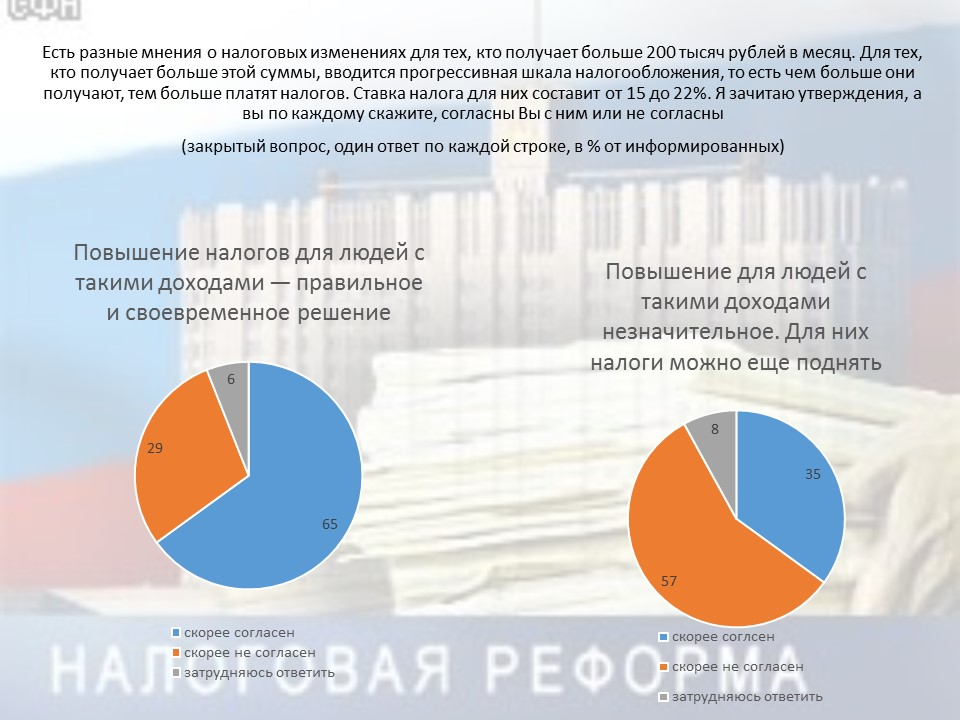 СФН
Есть разные мнения о налоговых изменениях для тех, кто получает больше 200 тысяч рублей в месяц. Для тех,
кто получает больше этой суммы, вводится прогрессивная шкала налогообложения, то есть чем больше они
получают, тем больше платят налогов. Ставка налога для них составит от 15 до 22%. Я зачитаю утверждения, а
вы по каждому скажите, согласны Вы с ним или не согласны
(закрытый вопрос, один ответ по каждой строке, в % от информированных)
Повышение налогов для людей с
такими доходами — правильное
и своевременное решение
6
29
65
скорее согласен
скорее не согласен
затрудняюсь ответить
Повышение для людей с
такими доходами
незначительное. Для них
налоги можно еще поднять
8
35
57
скорее соглсен
скорее не согласен
затрудняюсь ответить
НАЛОГОВАЯ РЕФОРМА